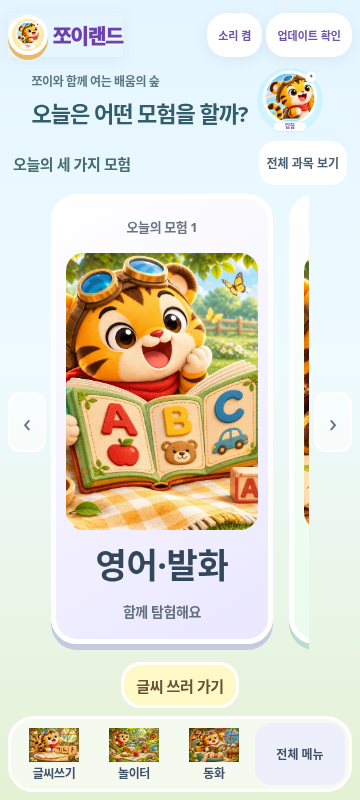 쪼이랜드
소리 켬
업데이트 확인
쪼이와 함께 여는 배움의 숲
오늘은 어떤 모험을 할까?
탐험
오늘의 세 가지 모험
전체 과목 보기
오늘의 모험 1
A B C
A
‹
›
영어·발화
함께 탐험해요
글씨 쓰러 가기
글씨쓰기
놀이터
동화
전체 메뉴